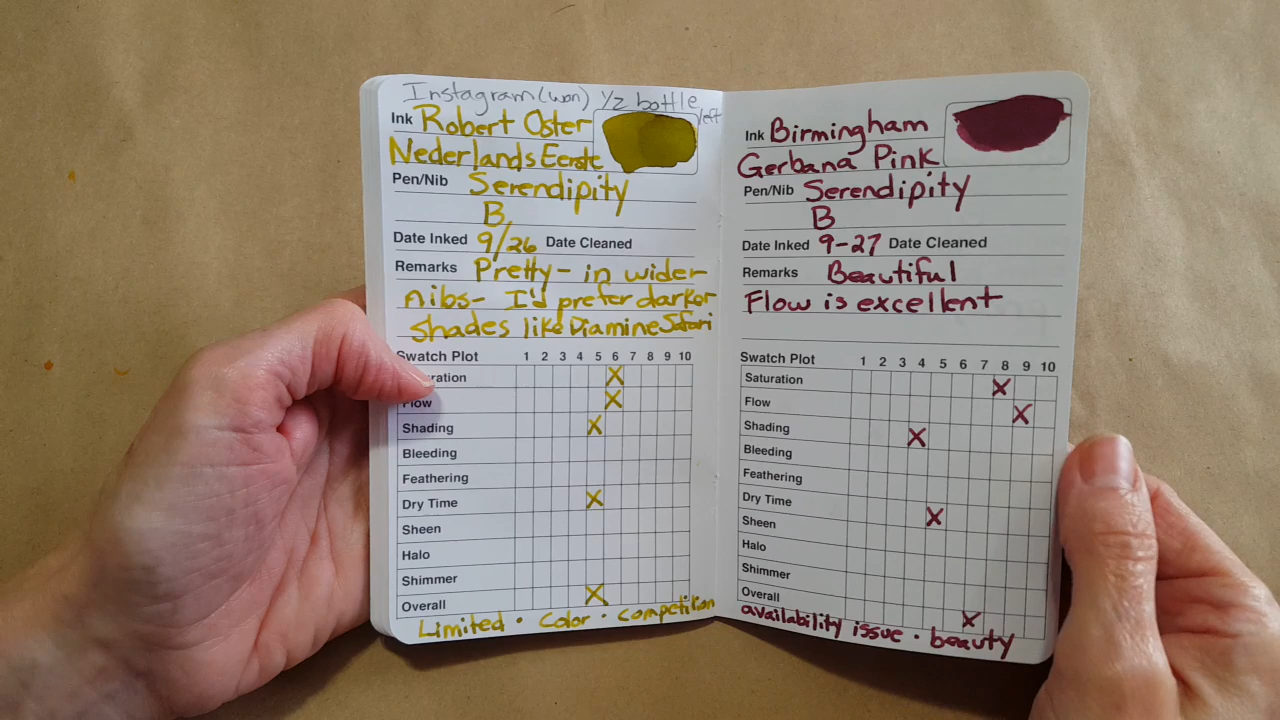 Instagram (won) 1/2 bottle left
Ink Robert Oster
Nederlands Eerste
Pen/Nib Serendipity
B
Date Inked 9/26 Date Cleaned
Remarks Pretty - in wider
nibs - I'd prefer darker
shades like Diamine Safari
Swatch Plot 1 2 3 4 5 6 7 8 9 10
ration X
Flow X
Shading X
Bleeding
Feathering
Dry Time X
Sheen
Halo
Shimmer
Overall X
Limited · color · competition
Ink Birmingham
Gerbana Pink
Pen/Nib Serendipity
B
Date Inked 9-27 Date Cleaned
Remarks Beautiful
Flow is excellent
Swatch Plot 1 2 3 4 5 6 7 8 9 10
Saturation X
Flow X
Shading X
Bleeding
Feathering
Dry Time X
Sheen
Halo
Shimmer
Overall X
availability issue · beauty